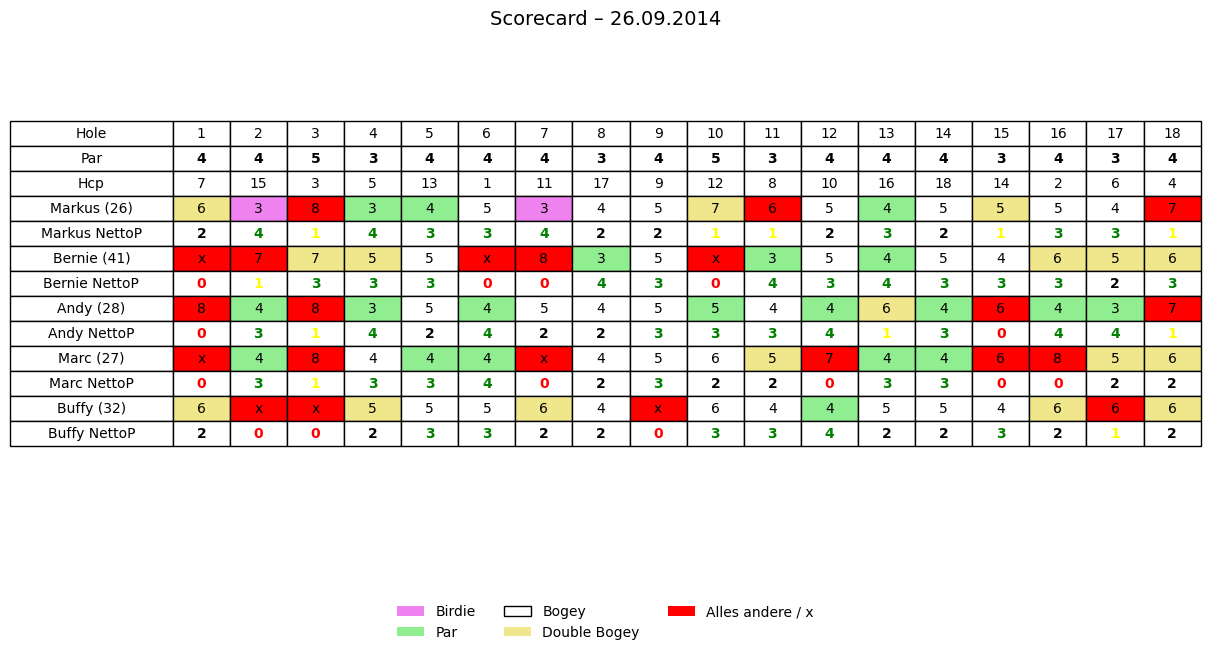 Scorecard – 26.09.2014
Hole 1 2 3 4 5 6 7 8 9 10 11 12 13 14 15 16 17 18
Par 4 4 5 3 4 4 4 3 4 5 3 4 4 4 3 4 3 4
Hcp 7 15 3 5 13 1 11 17 9 12 8 10 16 18 14 2 6 4
Markus (26) 6 3 8 3 4 5 3 4 5 7 6 5 4 5 5 5 4 7
Markus NettoP 2 4 1 4 3 3 4 2 2 1 1 2 3 2 1 3 3 1
Bernie (41) x 7 7 5 5 x 8 3 5 x 3 5 4 5 4 6 5 6
Bernie NettoP 0 1 3 3 3 0 0 4 3 0 4 3 4 3 3 3 2 3
Andy (28) 8 4 8 3 5 4 5 4 5 5 4 4 6 4 6 4 3 7
Andy NettoP 0 3 1 4 2 4 2 2 3 3 3 4 1 3 0 4 4 1
Marc (27) x 4 8 4 4 4 x 4 5 6 5 7 4 4 6 8 5 6
Marc NettoP 0 3 1 3 3 4 0 2 3 2 2 0 3 3 0 0 2 2
Buffy (32) 6 x x 5 5 5 6 4 x 6 4 4 5 5 4 6 6 6
Buffy NettoP 2 0 0 2 3 3 2 2 0 3 3 4 2 2 3 2 1 2
Birdie Bogey Alles andere / x
Par Double Bogey